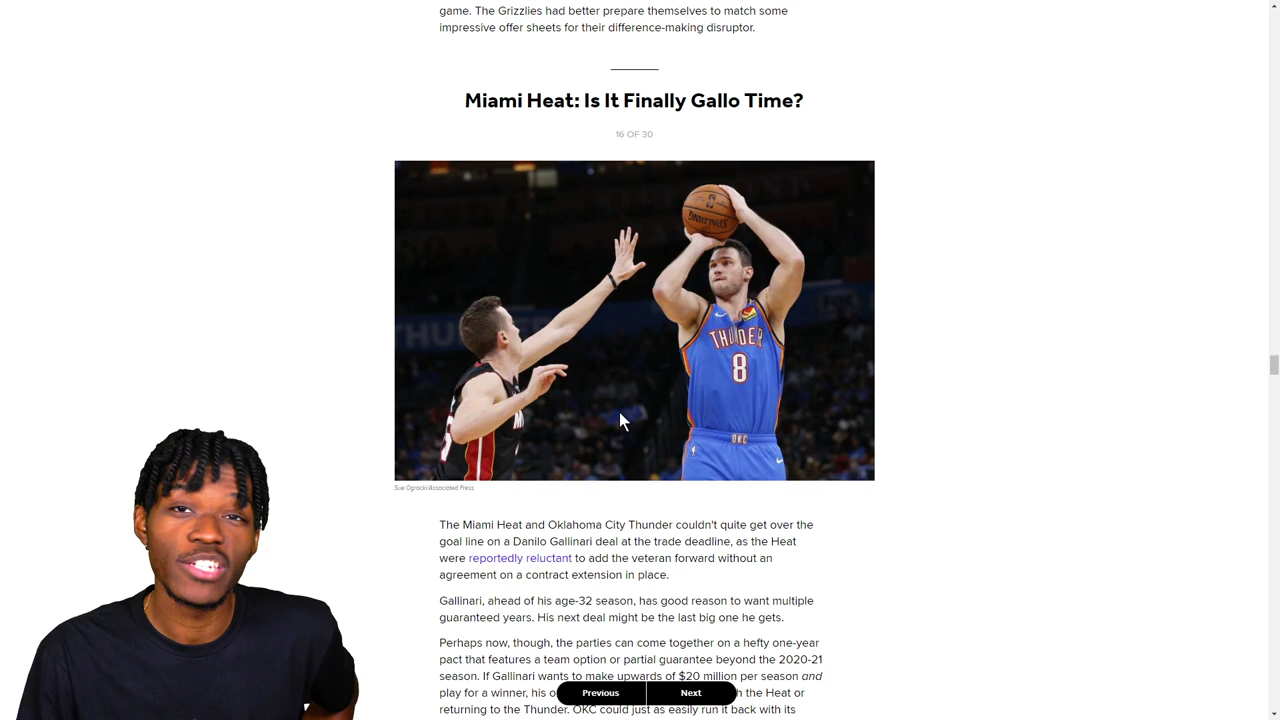 game. The Grizzlies had better prepare themselves to match some
impressive offer sheets for their difference-making disruptor.
Miami Heat: Is It Finally Gallo Time?
16 OF 30
THUNDER
THUNDER
8
OKC
Sue Ogrocki/Associated Press
The Miami Heat and Oklahoma City Thunder couldn't quite get over the
goal line on a Danilo Gallinari deal at the trade deadline, as the Heat
were reportedly reluctant to add the veteran forward without an
agreement on a contract extension in place.
Gallinari, ahead of his age-32 season, has good reason to want multiple
guaranteed years. His next deal might be the last big one he gets.
Perhaps now, though, the parties can come together on a hefty one-year
pact that features a team option or partial guarantee beyond the 2020-21
season. If Gallinari wants to make upwards of $20 million per season and
play for a winner, his o
Previous
Next
h the Heat or
returning to the Thunder. OKC could just as easily run it back with its